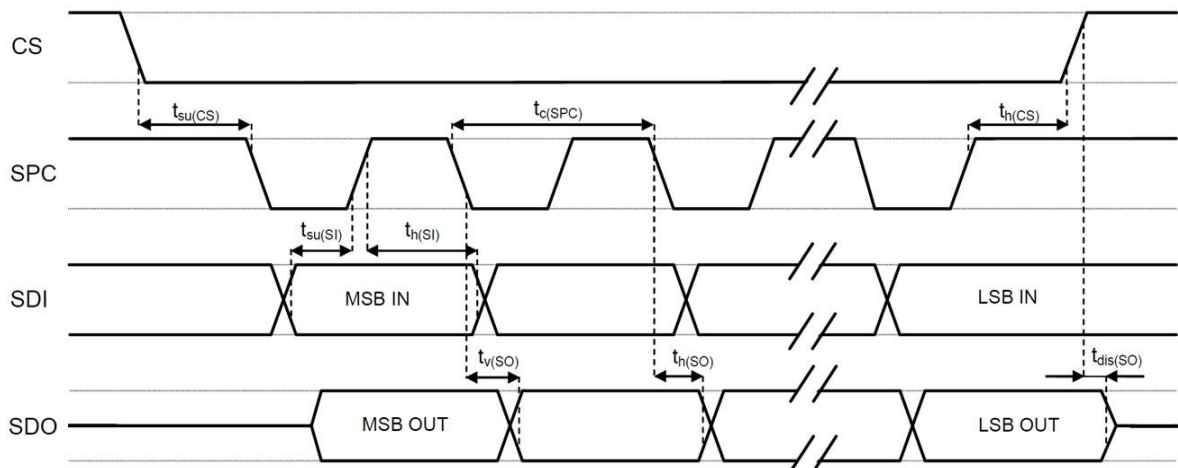 CS
t_su(CS)
t_c(SPC)
t_h(CS)
SPC
t_su(SI)
t_h(SI)
SDI
MSB IN
LSB IN
t_v(SO)
t_h(SO)
t_dis(SO)
SDO
MSB OUT
LSB OUT